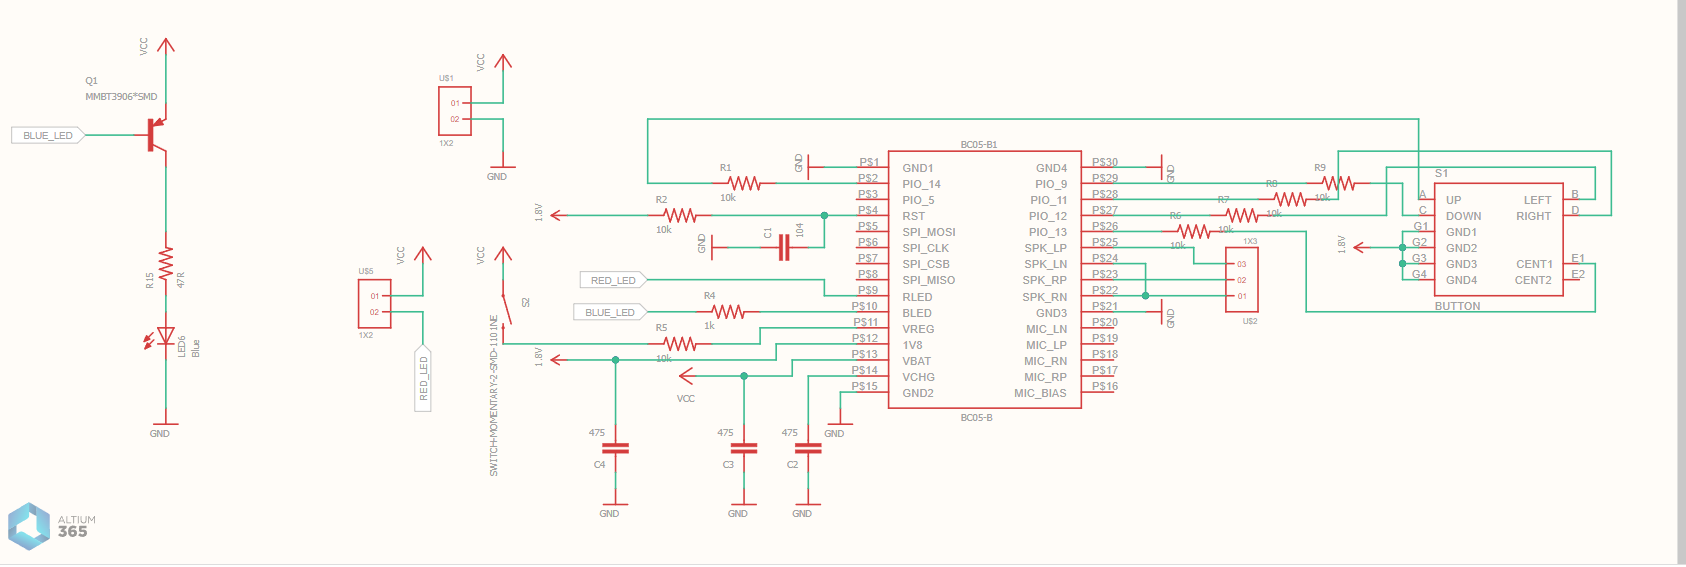 VCC
Q1
MMBT3906*SMD
BLUE_LED
R15
47R
LED6
Blue
GND
VCC
U$1
01
02
1X2
GND
VCC
U$5
01
02
1X2
RED_LED
VCC
S2
SWITCH-MOMENTARY-2-SMD-1101NE
1.8V
R2
10k
R1
10k
GND
GND
C1
104
RED_LED
BLUE_LED
R4
1k
R5
10k
1.8V
VCC
475
C4
GND
475
C3
GND
475
C2
GND
GND
BC05-B1
P$1 GND1 GND4 P$30
P$2 PIO_14 PIO_9 P$29
P$3 PIO_5 PIO_11 P$28
P$4 RST PIO_12 P$27
P$5 SPI_MOSI PIO_13 P$26
P$6 SPI_CLK SPK_LP P$25
P$7 SPI_CSB SPK_LN P$24
P$8 SPI_MISO SPK_RP P$23
P$9 RLED SPK_RN P$22
P$10 BLED GND3 P$21
P$11 VREG MIC_LN P$20
P$12 1V8 MIC_LP P$19
P$13 VBAT MIC_RN P$18
P$14 VCHG MIC_RP P$17
P$15 GND2 MIC_BIAS P$16
BC05-B
GND
GND
R9
10k
R8
10k
R7
10k
R6
10k
1X3
03
02
01
U$2
1.8V
S1
A UP LEFT B
C DOWN RIGHT D
G1 GND1
G2 GND2
G3 GND3 CENT1 E1
G4 GND4 CENT2 E2
BUTTON
ALTIUM
365